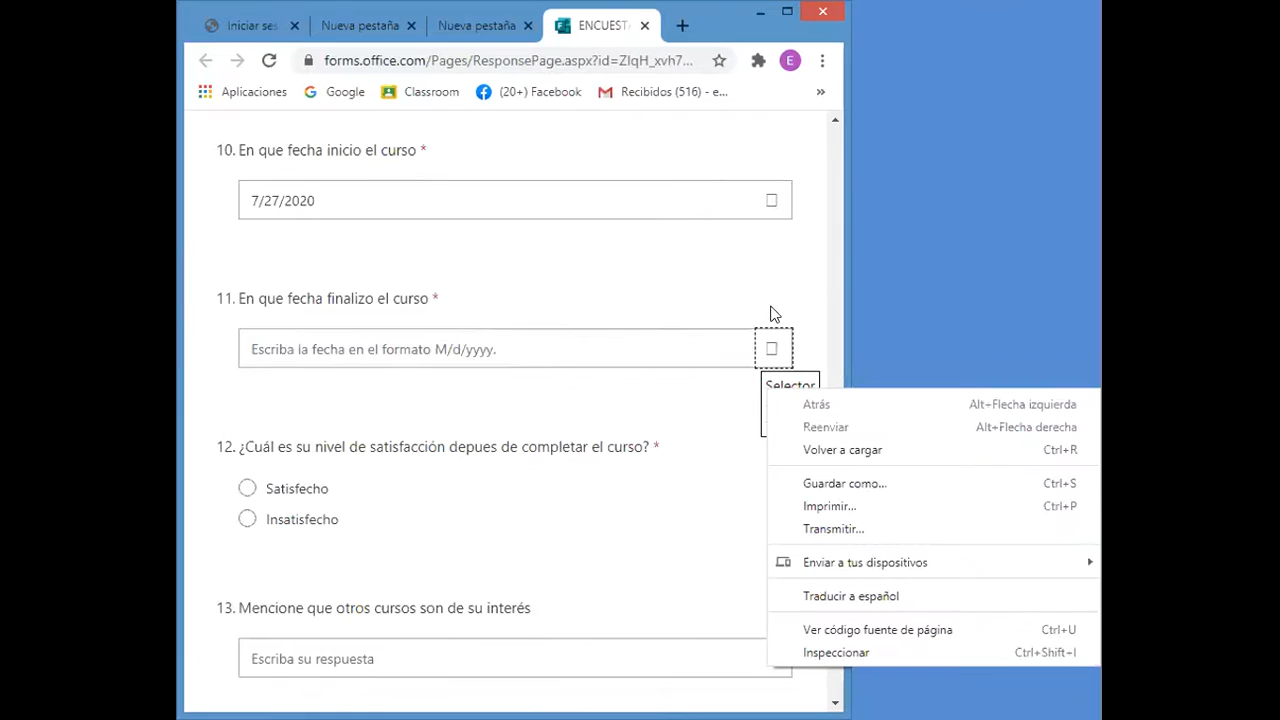 Iniciar ses
Nueva pestaña
Nueva pestaña
ENCUEST
forms.office.com/Pages/ResponsePage.aspx?id=ZIqH_xvh7...
E
Aplicaciones
Google
Classroom
(20+) Facebook
Recibidos (516) - e...
»
10. En que fecha inicio el curso *
7/27/2020
11. En que fecha finalizo el curso *
Escriba la fecha en el formato M/d/yyyy.
Selector
12. ¿Cuál es su nivel de satisfacción depues de completar el curso? *
Satisfecho
Insatisfecho
13. Mencione que otros cursos son de su interés
Escriba su respuesta
Atrás Alt+Flecha izquierda
Reenviar Alt+Flecha derecha
Volver a cargar Ctrl+R
Guardar como... Ctrl+S
Imprimir... Ctrl+P
Transmitir...
Enviar a tus dispositivos
Traducir a español
Ver código fuente de página Ctrl+U
Inspeccionar Ctrl+Shift+I